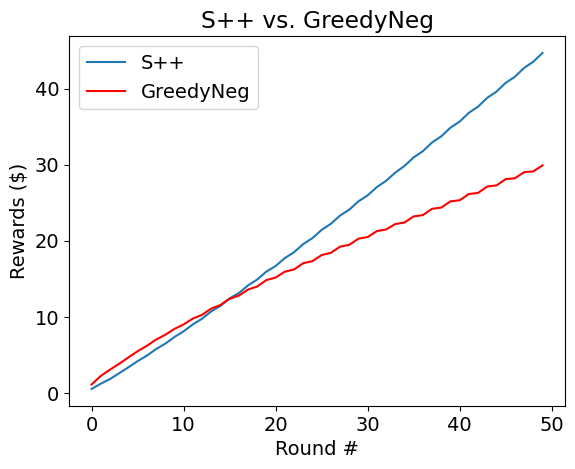 S++ vs. GreedyNeg
S++
GreedyNeg
Rewards ($)
40
30
20
10
0
0 10 20 30 40 50
Round #